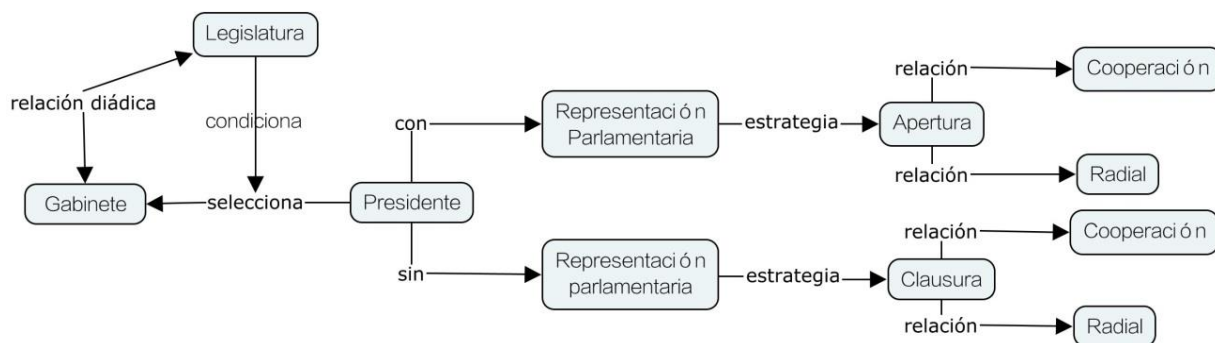 Legislatura
relación diádica
condiciona
Gabinete
selecciona
Presidente
con
Representación
Parlamentaria
estrategia
Apertura
relación
Cooperación
relación
Radial
sin
Representación
parlamentaria
estrategia
Clausura
relación
Cooperación
relación
Radial